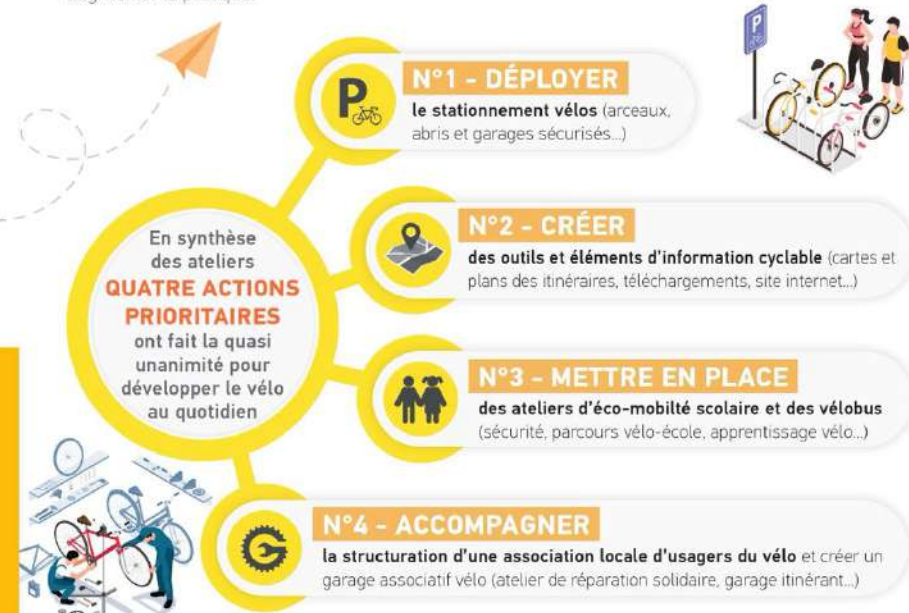 En synthèse
des ateliers
QUATRE ACTIONS
PRIORITAIRES
ont fait la quasi
unanimité pour
développer le vélo
au quotidien
P
N°1 - DÉPLOYER
le stationnement vélos (arceaux,
abris et garages sécurisés...)
P
N°2 - CRÉER
des outils et éléments d'information cyclable (cartes et
plans des itinéraires, téléchargements, site internet...)
N°3 - METTRE EN PLACE
des ateliers d'éco-mobilté scolaire et des vélobus
(sécurité, parcours vélo-école, apprentissage vélo...)
N°4 - ACCOMPAGNER
la structuration d'une association locale d'usagers du vélo et créer un
garage associatif vélo (atelier de réparation solidaire, garage itinérant...)